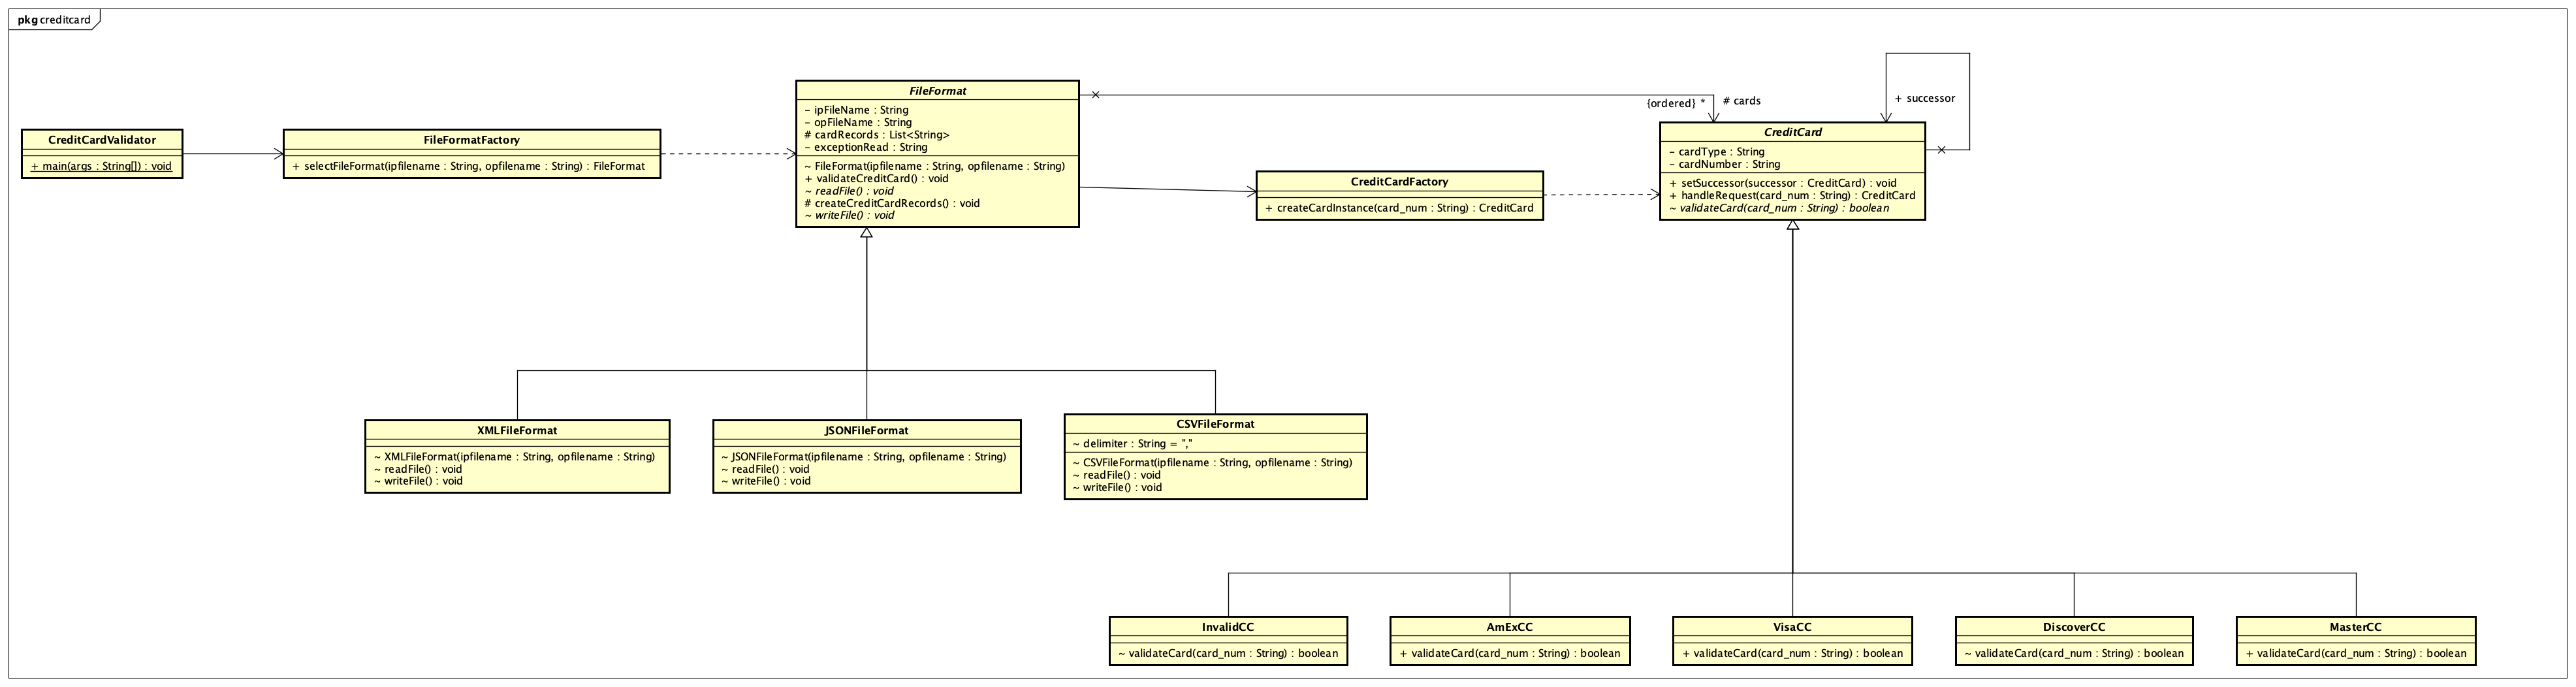 pkg creditcard
CreditCardValidator
+ main(args : String[]) : void
FileFormatFactory
+ selectFileFormat(ipfilename : String, opfilename : String) : FileFormat
FileFormat
- ipFileName : String
- opFileName : String
# cardRecords : List<String>
- exceptionRead : String
~ FileFormat(ipfilename : String, opfilename : String)
+ validateCreditCard() : void
~ readFile() : void
# createCreditCardRecords() : void
~ writeFile() : void
{ordered} *
# cards
CreditCardFactory
+ createCardInstance(card_num : String) : CreditCard
+ successor
CreditCard
- cardType : String
- cardNumber : String
+ setSuccessor(successor : CreditCard) : void
+ handleRequest(card_num : String) : CreditCard
~ validateCard(card_num : String) : boolean
XMLFileFormat
~ XMLFileFormat(ipfilename : String, opfilename : String)
~ readFile() : void
~ writeFile() : void
JSONFileFormat
~ JSONFileFormat(ipfilename : String, opfilename : String)
~ readFile() : void
~ writeFile() : void
CSVFileFormat
~ delimiter : String = ","
~ CSVFileFormat(ipfilename : String, opfilename : String)
~ readFile() : void
~ writeFile() : void
InvalidCC
~ validateCard(card_num : String) : boolean
AmExCC
+ validateCard(card_num : String) : boolean
VisaCC
+ validateCard(card_num : String) : boolean
DiscoverCC
~ validateCard(card_num : String) : boolean
MasterCC
+ validateCard(card_num : String) : boolean